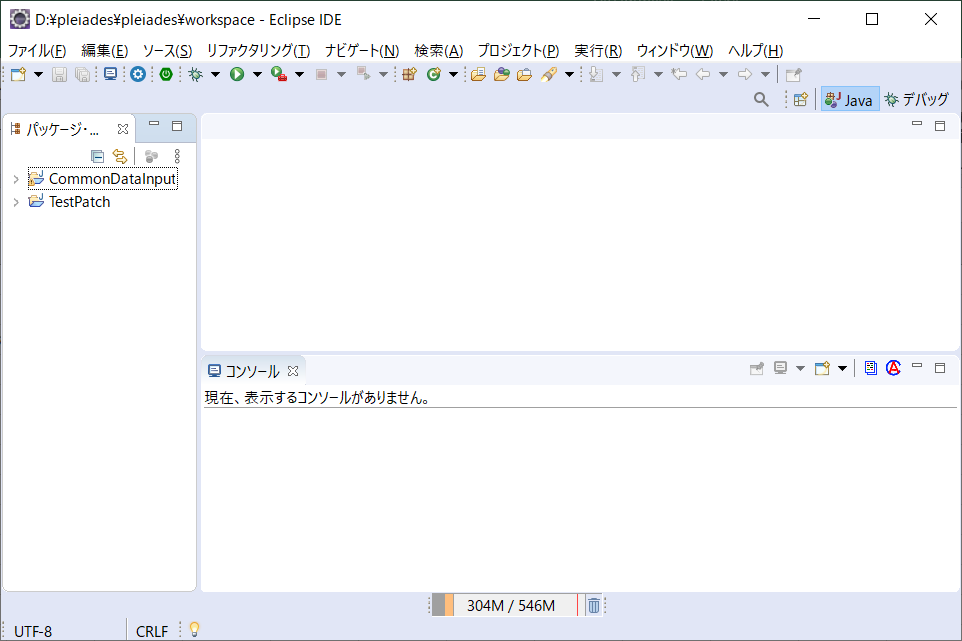 D:¥pleiades¥pleiades¥workspace - Eclipse IDE
ファイル(F) 編集(E) ソース(S) リファクタリング(T) ナビゲート(N) 検索(A) プロジェクト(P) 実行(R) ウィンドウ(W) ヘルプ(H)
Java デバッグ
パッケージ・...
CommonDataInput
TestPatch
コンソール
現在、表示するコンソールがありません。
304M / 546M
UTF-8 CRLF